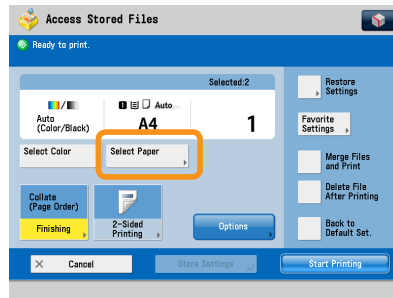 Access Stored Files
Ready to print.
Selected:2
Auto
(Color/Black)
Auto
A4
1
Select Color
Select Paper
Collate
(Page Order)
Finishing
2-Sided
Printing
Options
Restore
Settings
Favorite
Settings
Merge Files
and Print
Delete File
After Printing
Back to
Default Set.
Cancel
Store Settings
Start Printing